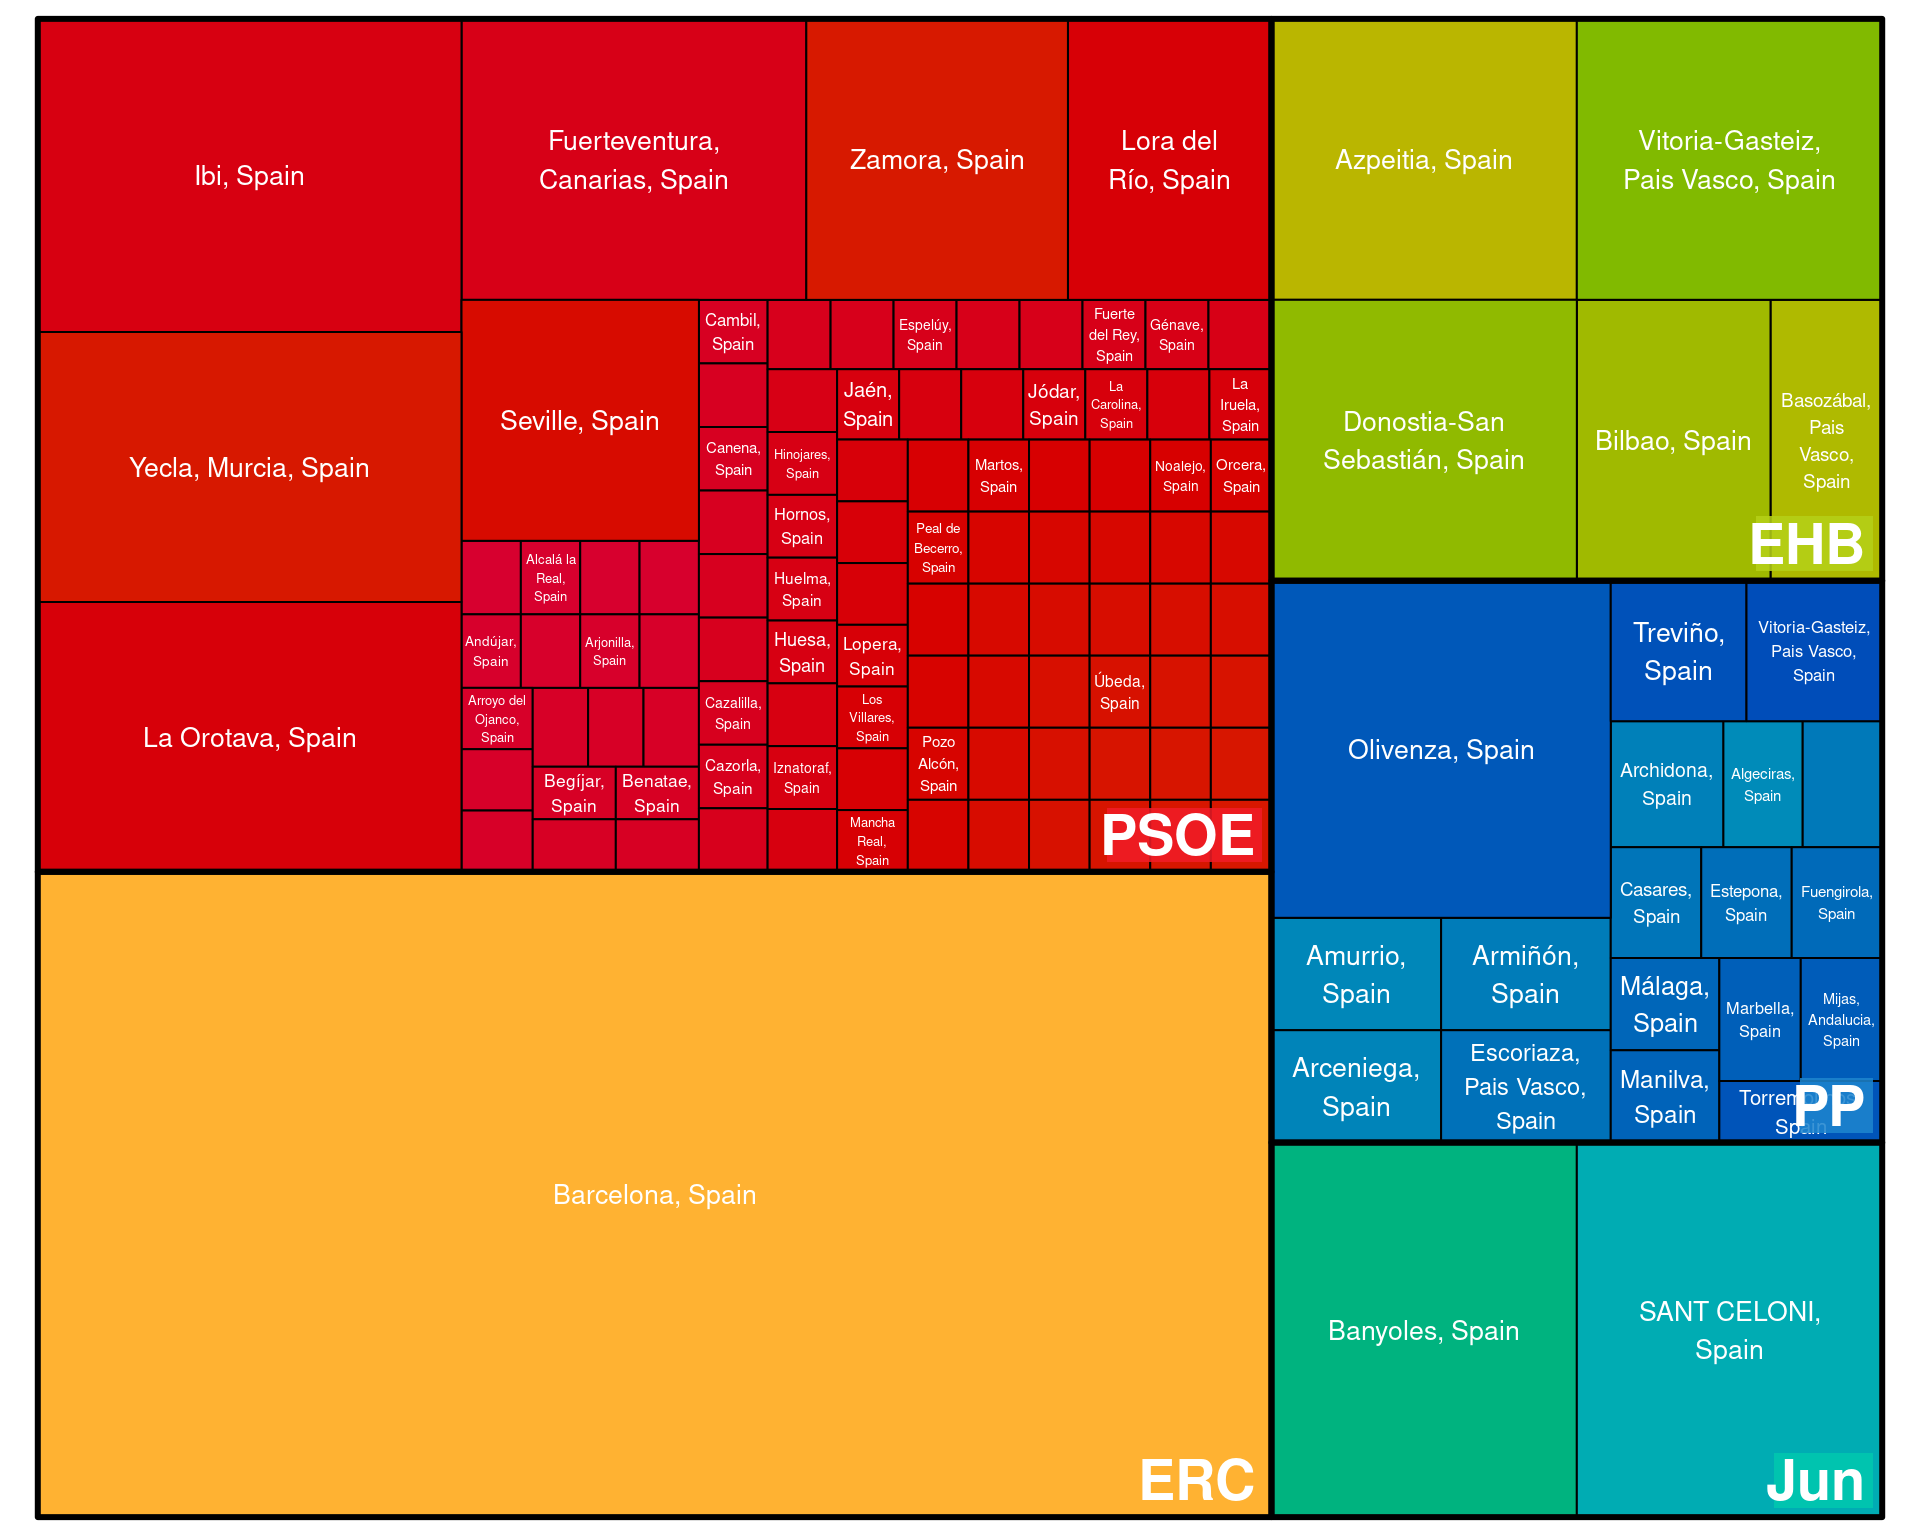 Ibi, Spain
Fuerteventura,
Canarias, Spain
Zamora, Spain
Lora del
Río, Spain
Yecla, Murcia, Spain
La Orotava, Spain
Seville, Spain
Cambil,
Spain
Espelúy,
Spain
Fuerte
del Rey,
Spain
Génave,
Spain
Jaén,
Spain
Jódar,
Spain
La
Carolina,
Spain
La
Iruela,
Spain
Canena,
Spain
Hinojares,
Spain
Martos,
Spain
Noalejo,
Spain
Orcera,
Spain
Hornos,
Spain
Peal de
Becerro,
Spain
Alcalá la
Real,
Spain
Huelma,
Spain
Andújar,
Spain
Arjonilla,
Spain
Huesa,
Spain
Lopera,
Spain
Úbeda,
Spain
Arroyo del
Ojanco,
Spain
Cazalilla,
Spain
Los
Villares,
Spain
Begíjar,
Spain
Benatae,
Spain
Cazorla,
Spain
Iznatoraf,
Spain
Pozo
Alcón,
Spain
Mancha
Real,
Spain
PSOE
Barcelona, Spain
ERC
Azpeitia, Spain
Vitoria-Gasteiz,
Pais Vasco, Spain
Donostia-San
Sebastián, Spain
Bilbao, Spain
Basozábal,
Pais
Vasco,
Spain
EHB
Olivenza, Spain
Treviño,
Spain
Vitoria-Gasteiz,
Pais Vasco,
Spain
Archidona,
Spain
Algeciras,
Spain
Casares,
Spain
Estepona,
Spain
Fuengirola,
Spain
Amurrio,
Spain
Armiñón,
Spain
Arceniega,
Spain
Escoriaza,
Pais Vasco,
Spain
Málaga,
Spain
Marbella,
Spain
Mijas,
Andalucia,
Spain
Manilva,
Spain
Spain
PP
Banyoles, Spain
SANT CELONI,
Spain
Jun